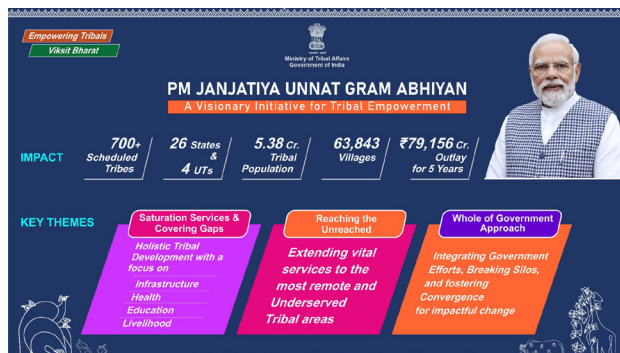 Empowering Tribals
Viksit Bharat
Ministry of Tribal Affairs
Government of India
PM JANJATIYA UNNAT GRAM ABHIYAN
A Visionary Initiative for Tribal Empowerment
IMPACT
700+
Scheduled
Tribes
26 States
&
4 UTs
5.38 Cr.
Tribal
Population
63,843
Villages
₹79,156 Cr.
Outlay
for 5 Years
KEY THEMES
Saturation Services &
Covering Gaps
Holistic Tribal
Development with a
focus on
Infrastructure
Health
Education
Livelihood
Reaching the
Unreached
Extending vital
services to the
most remote and
Underserved
Tribal areas
Whole of Government
Approach
Integrating Government
Efforts, Breaking Silos,
and fostering
Convergence
for impactful change